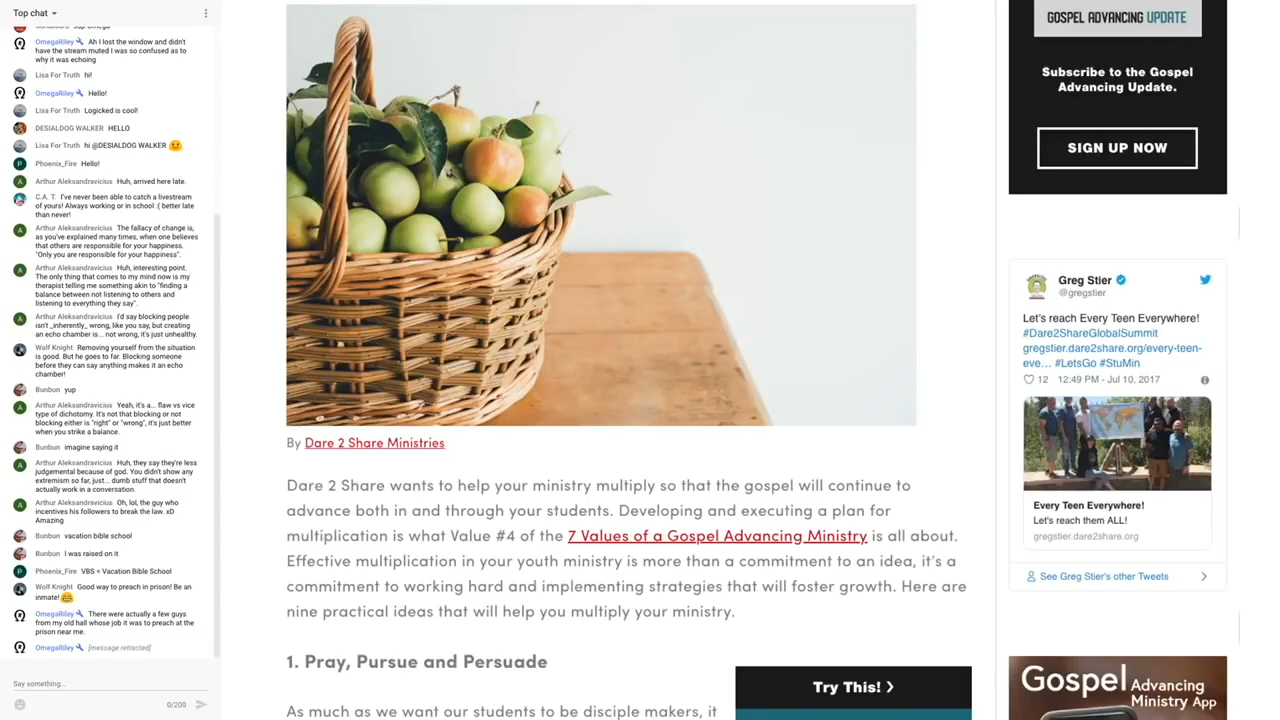 Top chat
OmegaRiley Ah I lost the window and didn't
have the stream muted I was so confused as to
why it was echoing
Lisa For Truth hi!
OmegaRiley Hello!
Lisa For Truth Logicked is cool!
DESIALDOG WALKER HELLO
Lisa For Truth hi @DESIALDOG WALKER
P
Phoenix_Fire Hello!
A
Arthur Aleksandravicius Huh, arrived here late.
C.A. T. I've never been able to catch a livestream
of yours! Always working or in school :( better late
than never!
A
Arthur Aleksandravicius The fallacy of change is,
as you've explained many times, when one believes
that others are responsible for your happiness.
"Only you are responsible for your happiness".
A
Arthur Aleksandravicius Huh, interesting point.
The only thing that comes to my mind now is my
therapist telling me something akin to "finding a
balance between not listening to others and
listening to everything they say".
A
Arthur Aleksandravicius I'd say blocking people
isn't _inherently_ wrong, like you say, but creating
an echo chamber is... not wrong, it's just unhealthy.
Wolf Knight Removing yourself from the situation
is good. But he goes to far. Blocking someone
before they can say anything makes it an echo
chamber!
Bunbun yup
A
Arthur Aleksandravicius Yeah, it's a... flaw vs vice
type of dichotomy. It's not that blocking or not
blocking either is "right" or "wrong", it's just better
when you strike a balance.
Bunbun imagine saying it
A
Arthur Aleksandravicius Huh, they say they're less
judgemental because of god. You didn't show any
extremism so far, just... dumb stuff that doesn't
actually work in a conversation.
A
Arthur Aleksandravicius Oh, lol, the guy who
incentives his followers to break the law. xD
Amazing
Bunbun vacation bible school
Bunbun I was raised on it
P
Phoenix_Fire VBS = Vacation Bible School
Wolf Knight Good way to preach in prison! Be an
inmate!
OmegaRiley There were actually a few guys
from my old hall whose job it was to preach at the
prison near me.
OmegaRiley [message retracted]
Say something...
0/200
By Dare 2 Share Ministries
Dare 2 Share wants to help your ministry multiply so that the gospel will continue to
advance both in and through your students. Developing and executing a plan for
multiplication is what Value #4 of the 7 Values of a Gospel Advancing Ministry is all about.
Effective multiplication in your youth ministry is more than a commitment to an idea, it's a
commitment to working hard and implementing strategies that will foster growth. Here are
nine practical ideas that will help you multiply your ministry.
1. Pray, Pursue and Persuade
As much as we want our students to be disciple makers, it
Try This! ❯
GOSPEL ADVANCING UPDATE
Subscribe to the Gospel
Advancing Update.
SIGN UP NOW
Greg Stier
@gregstier
Let's reach Every Teen Everywhere!
#Dare2ShareGlobalSummit
gregstier.dare2share.org/every-teen-
eve… #LetsGo #StuMin
12 12:49 PM - Jul 10, 2017
Every Teen Everywhere!
Let's reach them ALL!
gregstier.dare2share.org
See Greg Stier's other Tweets
Gospel Advancing
Ministry App